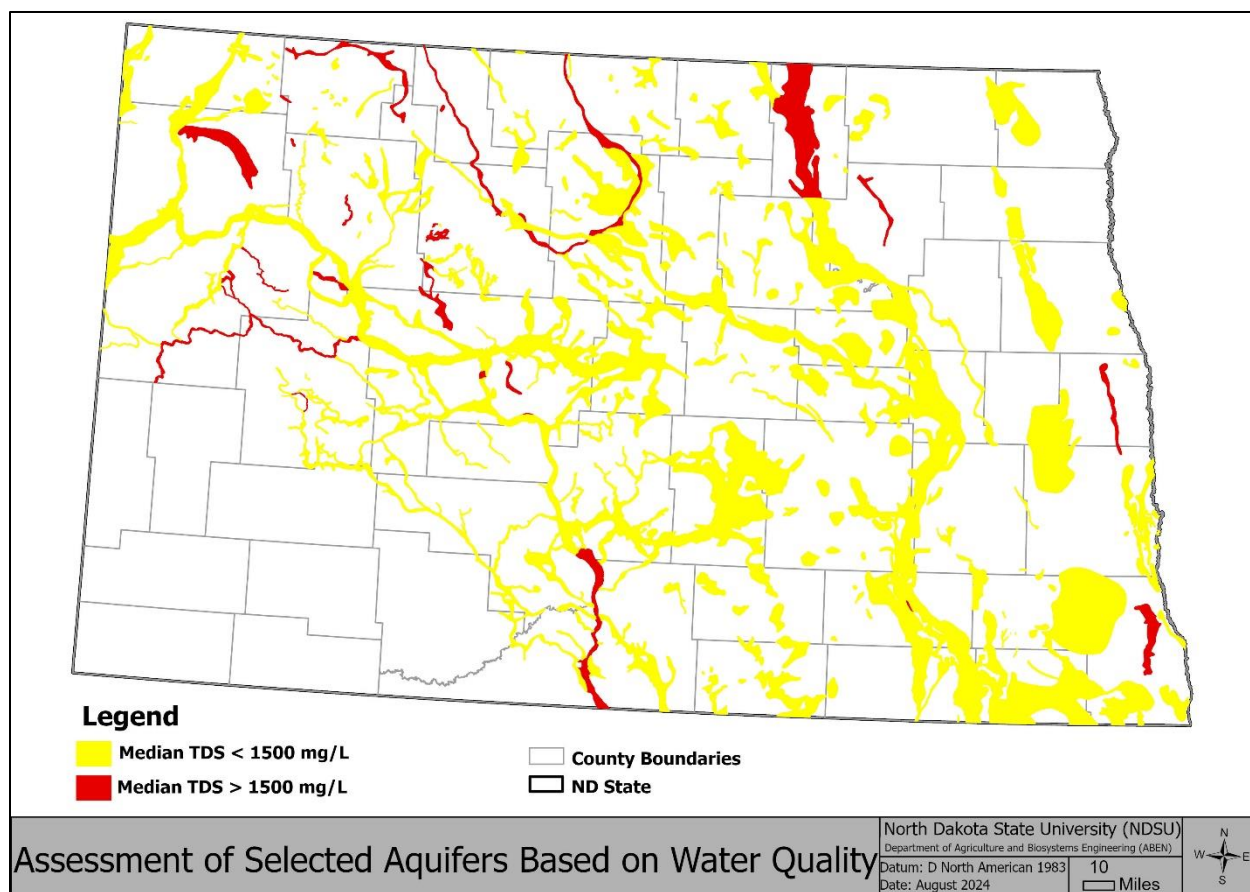 Legend
Median TDS < 1500 mg/L
Median TDS > 1500 mg/L
County Boundaries
ND State
Assessment of Selected Aquifers Based on Water Quality
North Dakota State University (NDSU)
Department of Agriculture and Biosystems Engineering (ABEN)
Datum: D North American 1983
Date: August 2024
10
Miles
N
W E
S